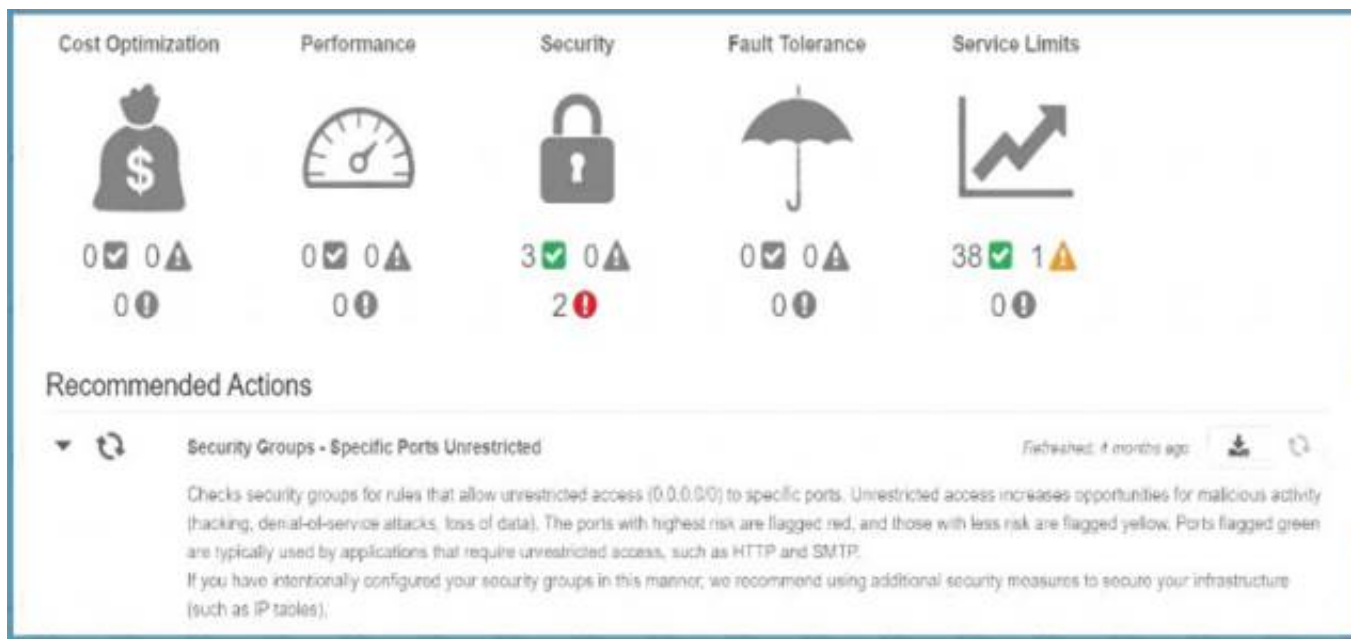 Cost Optimization Performance Security Fault Tolerance Service Limits
$
0 0 0 0 3 0 0 0 38 1
0 0 2 0 0
Recommended Actions
Security Groups - Specific Ports Unrestricted Refreshed: 4 months ago
Checks security groups for rules that allow unrestricted access (0.0.0.0/0) to specific ports. Unrestricted access increases opportunities for malicious activity
(hacking, denial-of-service attacks, loss of data). The ports with highest risk are flagged red, and those with less risk are flagged yellow. Ports flagged green
are typically used by applications that require unrestricted access, such as HTTP and SMTP.
If you have intentionally configured your security groups in this manner, we recommend using additional security measures to secure your infrastructure
(such as IP tables).